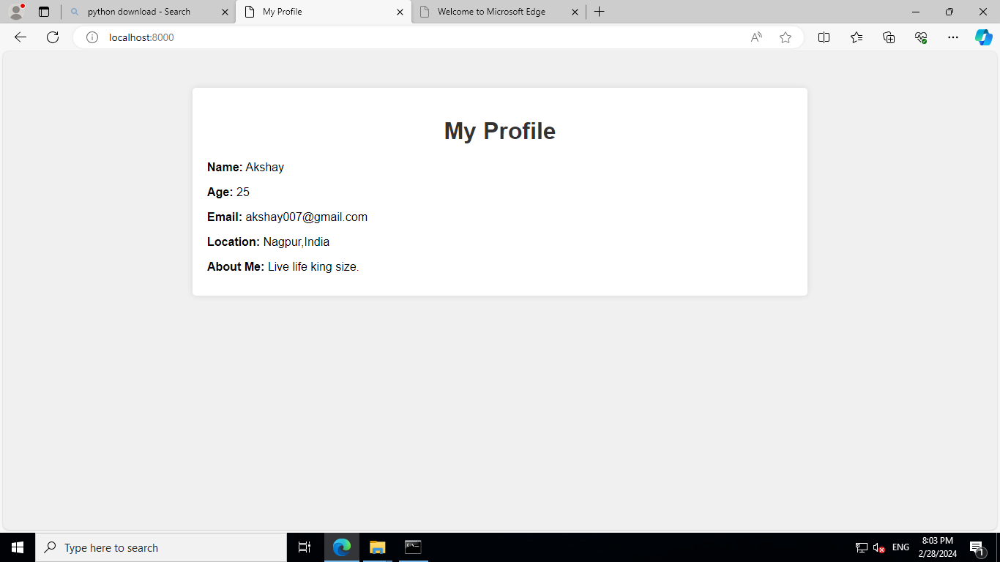 python download - Search
My Profile
Welcome to Microsoft Edge
localhost:8000
My Profile
Name: Akshay
Age: 25
Email: akshay007@gmail.com
Location: Nagpur,India
About Me: Live life king size.
Type here to search
ENG
8:03 PM
2/28/2024
1